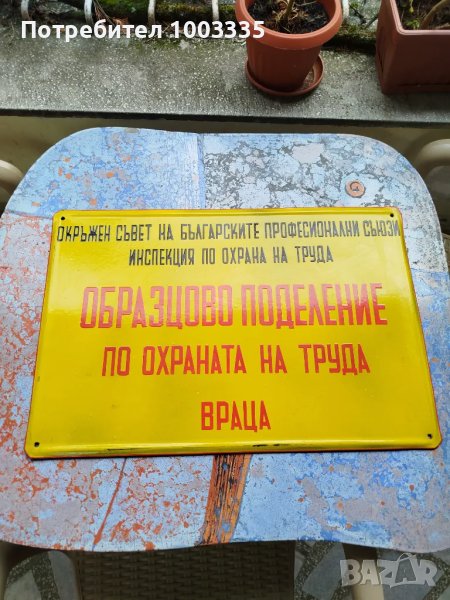 Потребител 1003335
ОКРЪЖЕН СЪВЕТ НА БЪЛГАРСКИТЕ ПРОФЕСИОНАЛНИ СЪЮЗИ
ИНСПЕКЦИЯ ПО ОХРАНА НА ТРУДА
ОБРАЗЦОВО ПОДЕЛЕНИЕ
ПО ОХРАНАТА НА ТРУДА
ВРАЦА
BAZAR